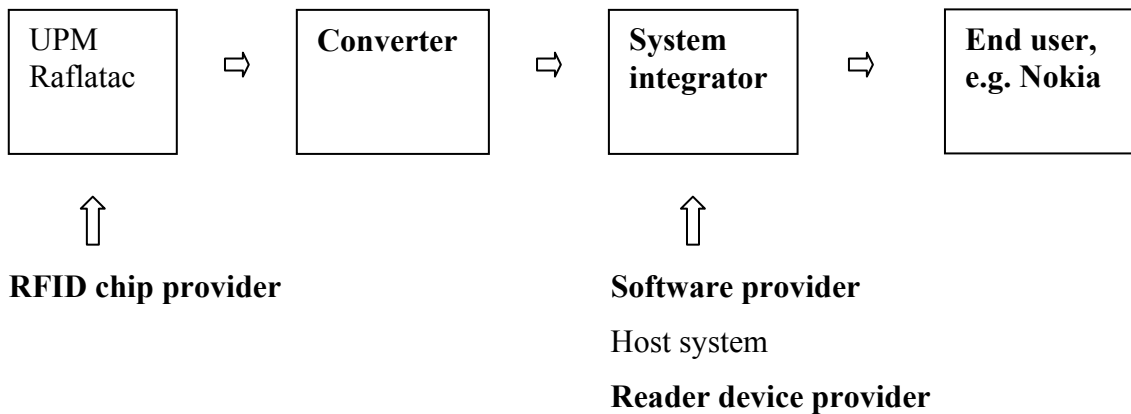 UPM
Raflatac
Converter
System
integrator
End user,
e.g. Nokia
RFID chip provider
Software provider
Host system
Reader device provider